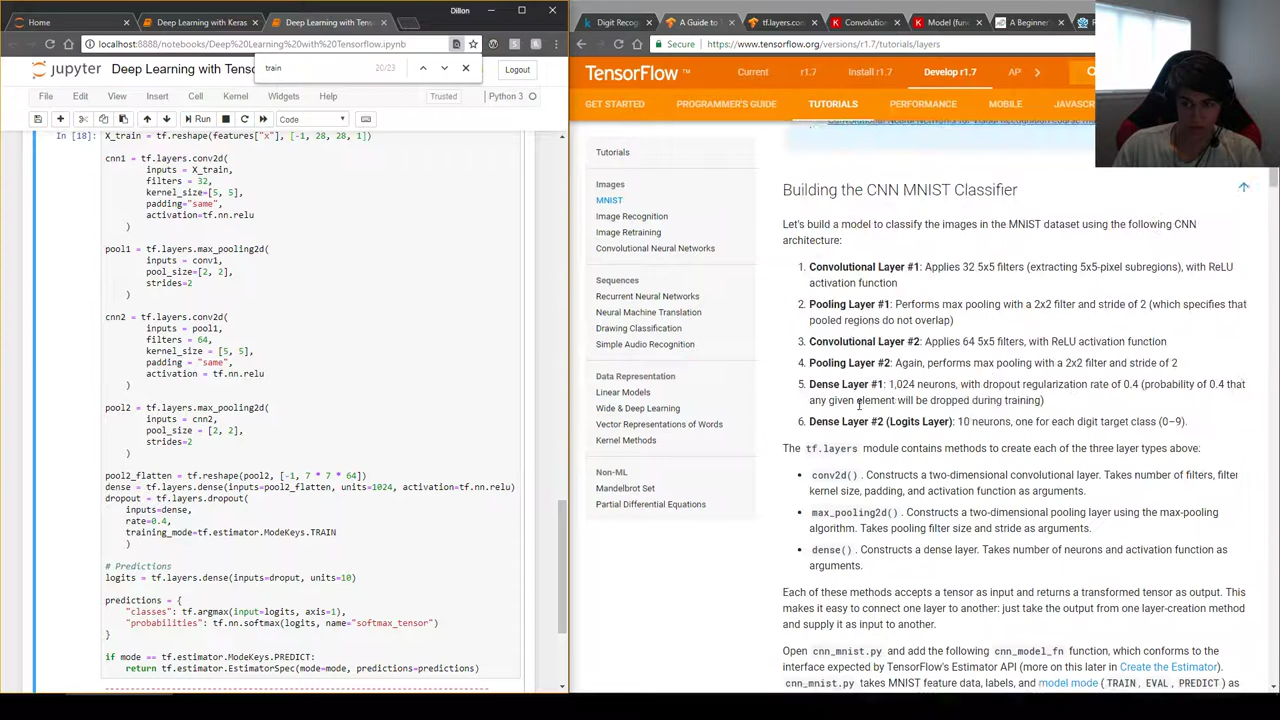 Dillon
Home
Deep Learning with Keras
Deep Learning with Tens
localhost:8888/notebooks/Deep%20Learning%20with%20Tensorflow.ipynb
train
20/23
jupyter
Deep Learning with Tenso
Logout
File Edit View Insert Cell Kernel Widgets Help
Trusted
Python 3
Run
Code
In [18]:
X_train = tf.reshape(features["x"], [-1, 28, 28, 1])
cnn1 = tf.layers.conv2d(
inputs = X_train,
filters = 32,
kernel_size=[5, 5],
padding="same",
activation=tf.nn.relu
)
pool1 = tf.layers.max_pooling2d(
inputs = conv1,
pool_size=[2, 2],
strides=2
)
cnn2 = tf.layers.conv2d(
inputs = pool1,
filters = 64,
kernel_size = [5, 5],
padding = "same",
activation = tf.nn.relu
)
pool2 = tf.layers.max_pooling2d(
inputs = cnn2,
pool_size = [2, 2],
strides=2
)
pool2_flatten = tf.reshape(pool2, [-1, 7 * 7 * 64])
dense = tf.layers.dense(inputs=pool2_flatten, units=1024, activation=tf.nn.relu)
dropout = tf.layers.dropout(
inputs=dense,
rate=0.4,
training_mode=tf.estimator.ModeKeys.TRAIN
)
# Predictions
logits = tf.layers.dense(inputs=droput, units=10)
predictions = {
"classes": tf.argmax(input=logits, axis=1),
"probabilities": tf.nn.softmax(logits, name="softmax_tensor")
}
if mode == tf.estimator.ModeKeys.PREDICT:
return tf.estimator.EstimatorSpec(mode=mode, predictions=predictions)
Digit Recog
A Guide to T
tf.layers.con
Convolution
Model (func
A Beginner'
Secure
https://www.tensorflow.org/versions/r1.7/tutorials/layers
TensorFlow™
Current
r1.7
Install r1.7
Develop r1.7
AP
GET STARTED
PROGRAMMER'S GUIDE
TUTORIALS
PERFORMANCE
MOBILE
JAVASCR
Tutorials
Images
MNIST
Image Recognition
Image Retraining
Convolutional Neural Networks
Sequences
Recurrent Neural Networks
Neural Machine Translation
Drawing Classification
Simple Audio Recognition
Data Representation
Linear Models
Wide & Deep Learning
Vector Representations of Words
Kernel Methods
Non-ML
Mandelbrot Set
Partial Differential Equations
Building the CNN MNIST Classifier
Let's build a model to classify the images in the MNIST dataset using the following CNN
architecture:
1. Convolutional Layer #1: Applies 32 5x5 filters (extracting 5x5-pixel subregions), with ReLU
activation function
2. Pooling Layer #1: Performs max pooling with a 2x2 filter and stride of 2 (which specifies that
pooled regions do not overlap)
3. Convolutional Layer #2: Applies 64 5x5 filters, with ReLU activation function
4. Pooling Layer #2: Again, performs max pooling with a 2x2 filter and stride of 2
5. Dense Layer #1: 1,024 neurons, with dropout regularization rate of 0.4 (probability of 0.4 that
any given element will be dropped during training)
6. Dense Layer #2 (Logits Layer): 10 neurons, one for each digit target class (0–9).
The tf.layers module contains methods to create each of the three layer types above:
• conv2d(). Constructs a two-dimensional convolutional layer. Takes number of filters, filter
kernel size, padding, and activation function as arguments.
• max_pooling2d(). Constructs a two-dimensional pooling layer using the max-pooling
algorithm. Takes pooling filter size and stride as arguments.
• dense(). Constructs a dense layer. Takes number of neurons and activation function as
arguments.
Each of these methods accepts a tensor as input and returns a transformed tensor as output. This
makes it easy to connect one layer to another: just take the output from one layer-creation method
and supply it as input to another.
Open cnn_mnist.py and add the following cnn_model_fn function, which conforms to the
interface expected by TensorFlow's Estimator API (more on this later in Create the Estimator).
cnn_mnist.py takes MNIST feature data, labels, and model mode (TRAIN, EVAL, PREDICT) as